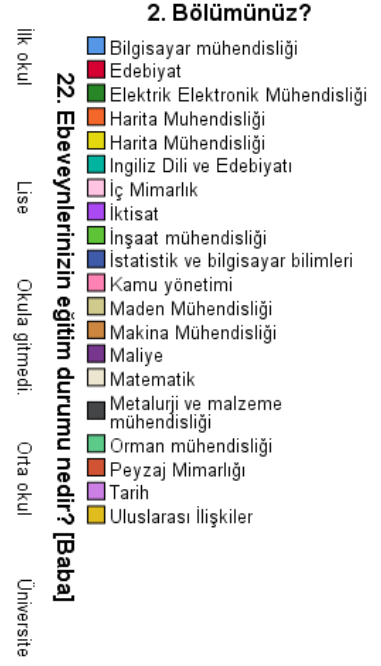 2. Bölümünüz?
Bilgisayar mühendisliği
Edebiyat
Elektrik Elektronik Mühendisliği
Harita Muhendisliği
Harita Mühendisliği
Ingiliz Dili ve Edebiyatı
İç Mimarlık
İktisat
İnşaat mühendisliği
İstatistik ve bilgisayar bilimleri
Kamu yönetimi
Maden Mühendisliği
Makina Mühendisliği
Maliye
Matematik
Metalurji ve malzeme
mühendisliği
Orman mühendisliği
Peyzaj Mimarlığı
Tarih
Uluslarası İlişkiler
22. Ebeveynlerinizin eğitim durumu nedir? [Baba]
İlk okul
Lise
Okula gitmedi.
Orta okul
Üniversite